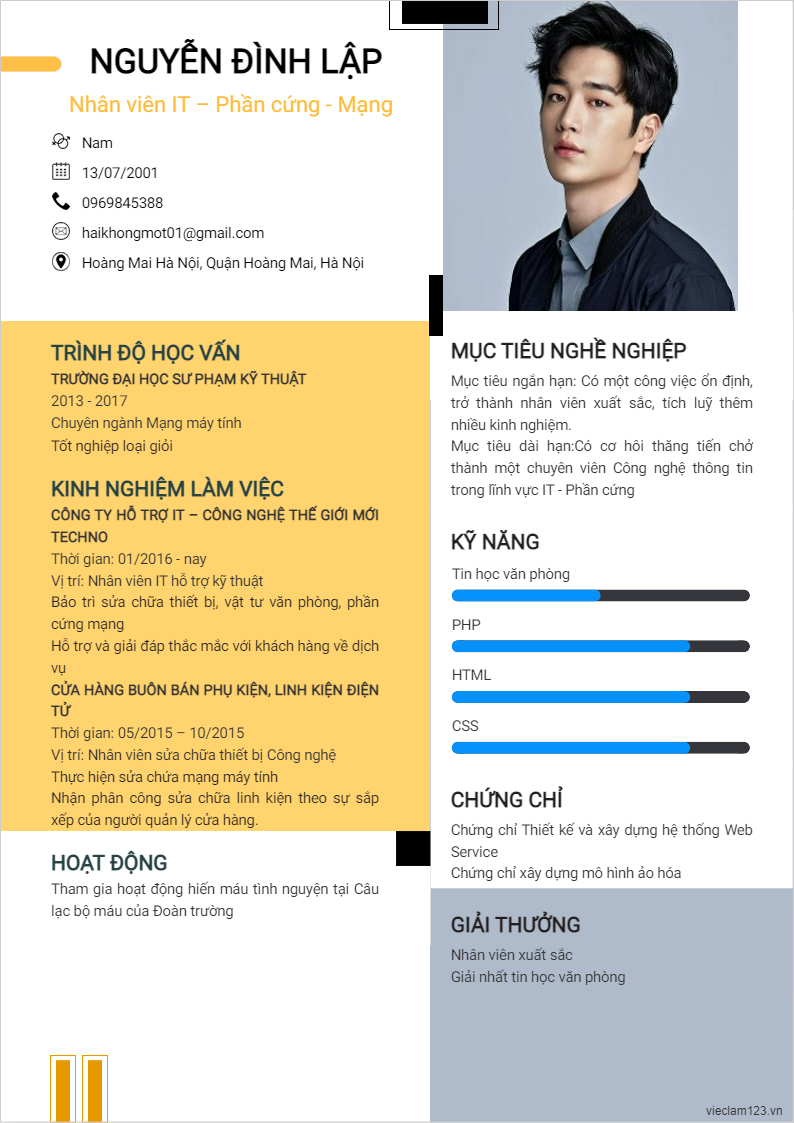 NGUYỄN ĐÌNH LẬP
Nhân viên IT – Phần cứng - Mạng
Nam
13/07/2001
0969845388
haikhongmot01@gmail.com
Hoàng Mai Hà Nội, Quận Hoàng Mai, Hà Nội
TRÌNH ĐỘ HỌC VẤN
TRƯỜNG ĐẠI HỌC SƯ PHẠM KỸ THUẬT
2013 - 2017
Chuyên ngành Mạng máy tính
Tốt nghiệp loại giỏi
KINH NGHIỆM LÀM VIỆC
CÔNG TY HỖ TRỢ IT – CÔNG NGHỆ THẾ GIỚI MỚI
TECHNO
Thời gian: 01/2016 - nay
Vị trí: Nhân viên IT hỗ trợ kỹ thuật
Bảo trì sửa chữa thiết bị, vật tư văn phòng, phần
cứng mạng
Hỗ trợ và giải đáp thắc mắc với khách hàng về dịch
vụ
CỬA HÀNG BUÔN BÁN PHỤ KIỆN, LINH KIỆN ĐIỆN
TỬ
Thời gian: 05/2015 – 10/2015
Vị trí: Nhân viên sửa chữa thiết bị Công nghệ
Thực hiện sửa chứa mạng máy tính
Nhận phân công sửa chữa linh kiện theo sự sắp
xếp của người quản lý cửa hàng.
HOẠT ĐỘNG
Tham gia hoạt động hiến máu tình nguyện tại Câu
lạc bộ máu của Đoàn trường
MỤC TIÊU NGHỀ NGHIỆP
Mục tiêu ngắn hạn: Có một công việc ổn định,
trở thành nhân viên xuất sắc, tích luỹ thêm
nhiều kinh nghiệm.
Mục tiêu dài hạn:Có cơ hôi thăng tiến chở
thành một chuyên viên Công nghệ thông tin
trong lĩnh vực IT - Phần cứng
KỸ NĂNG
Tin học văn phòng
PHP
HTML
CSS
CHỨNG CHỈ
Chứng chỉ Thiết kế và xây dựng hệ thống Web
Service
Chứng chỉ xây dựng mô hình ảo hóa
GIẢI THƯỞNG
Nhân viên xuất sắc
Giải nhất tin học văn phòng
vieclam123.vn